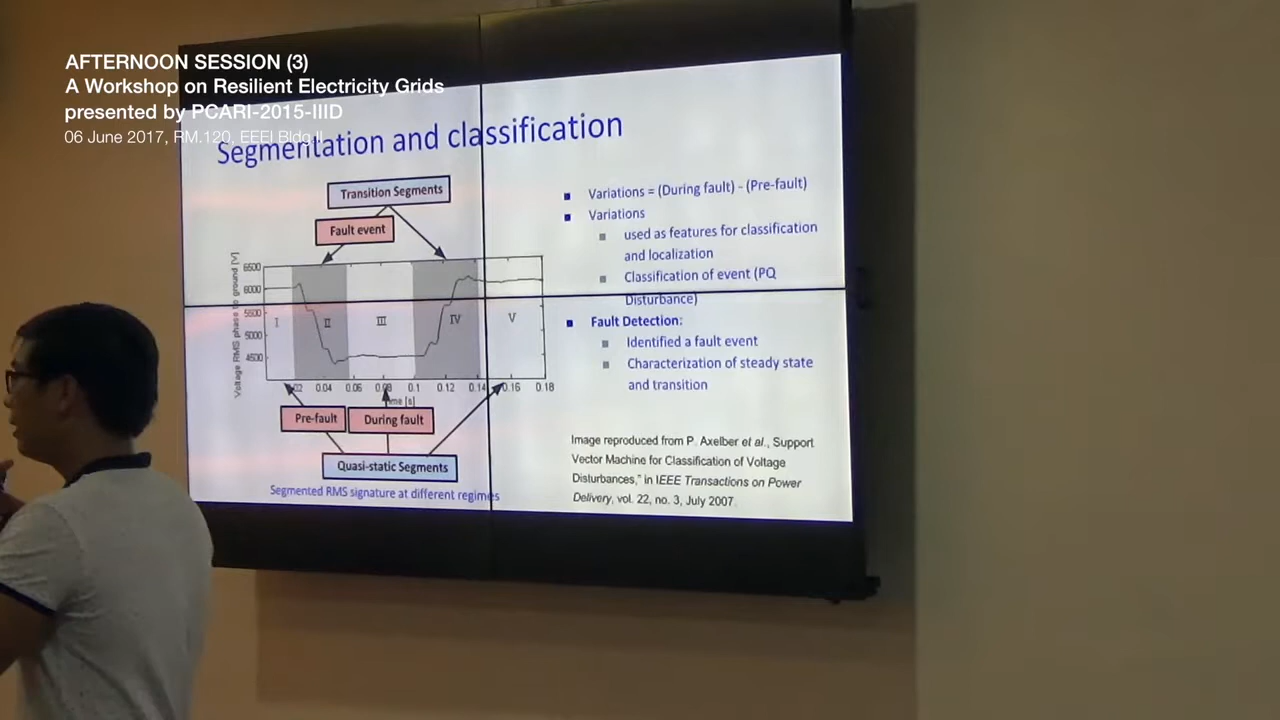 AFTERNOON SESSION (3)
A Workshop on Resilient Electricity Grids
presented by PCARI-2015-IIID
06 June 2017, RM.120, EEEI Bldg.
Segmentation and classification
Transition Segments
Fault event
Voltage RMS phase to ground [V]
6500
6000
5500
5000
4500
I II III IV V
0.02 0.04 0.06 0.08 0.1 0.12 0.14 0.16 0.18
Time [s]
Pre-fault
During fault
Quasi-static Segments
Segmented RMS signature at different regimes
Variations = (During fault) - (Pre-fault)
Variations
used as features for classification
and localization
Classification of event (PQ
Disturbance)
Fault Detection:
Identified a fault event
Characterization of steady state
and transition
Image reproduced from P. Axelber et al., Support
Vector Machine for Classification of Voltage
Disturbances," in IEEE Transactions on Power
Delivery, vol. 22, no. 3, July 2007.